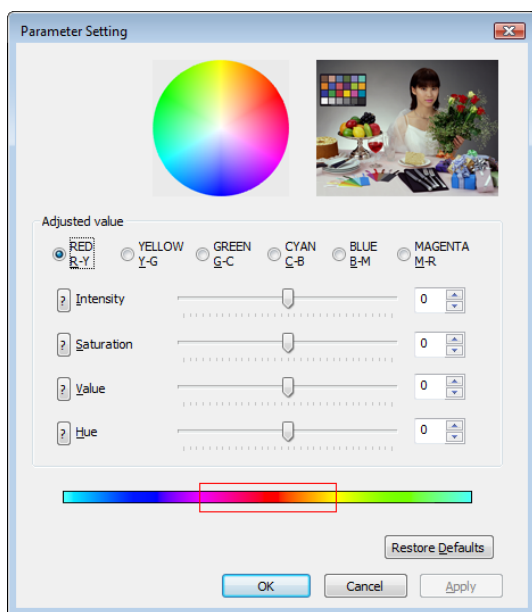 Parameter Setting
Adjusted value
RED YELLOW GREEN CYAN BLUE MAGENTA
R-Y Y-G G-C C-B B-M M-R
? Intensity 0
? Saturation 0
? Value 0
? Hue 0
Restore Defaults
OK Cancel Apply